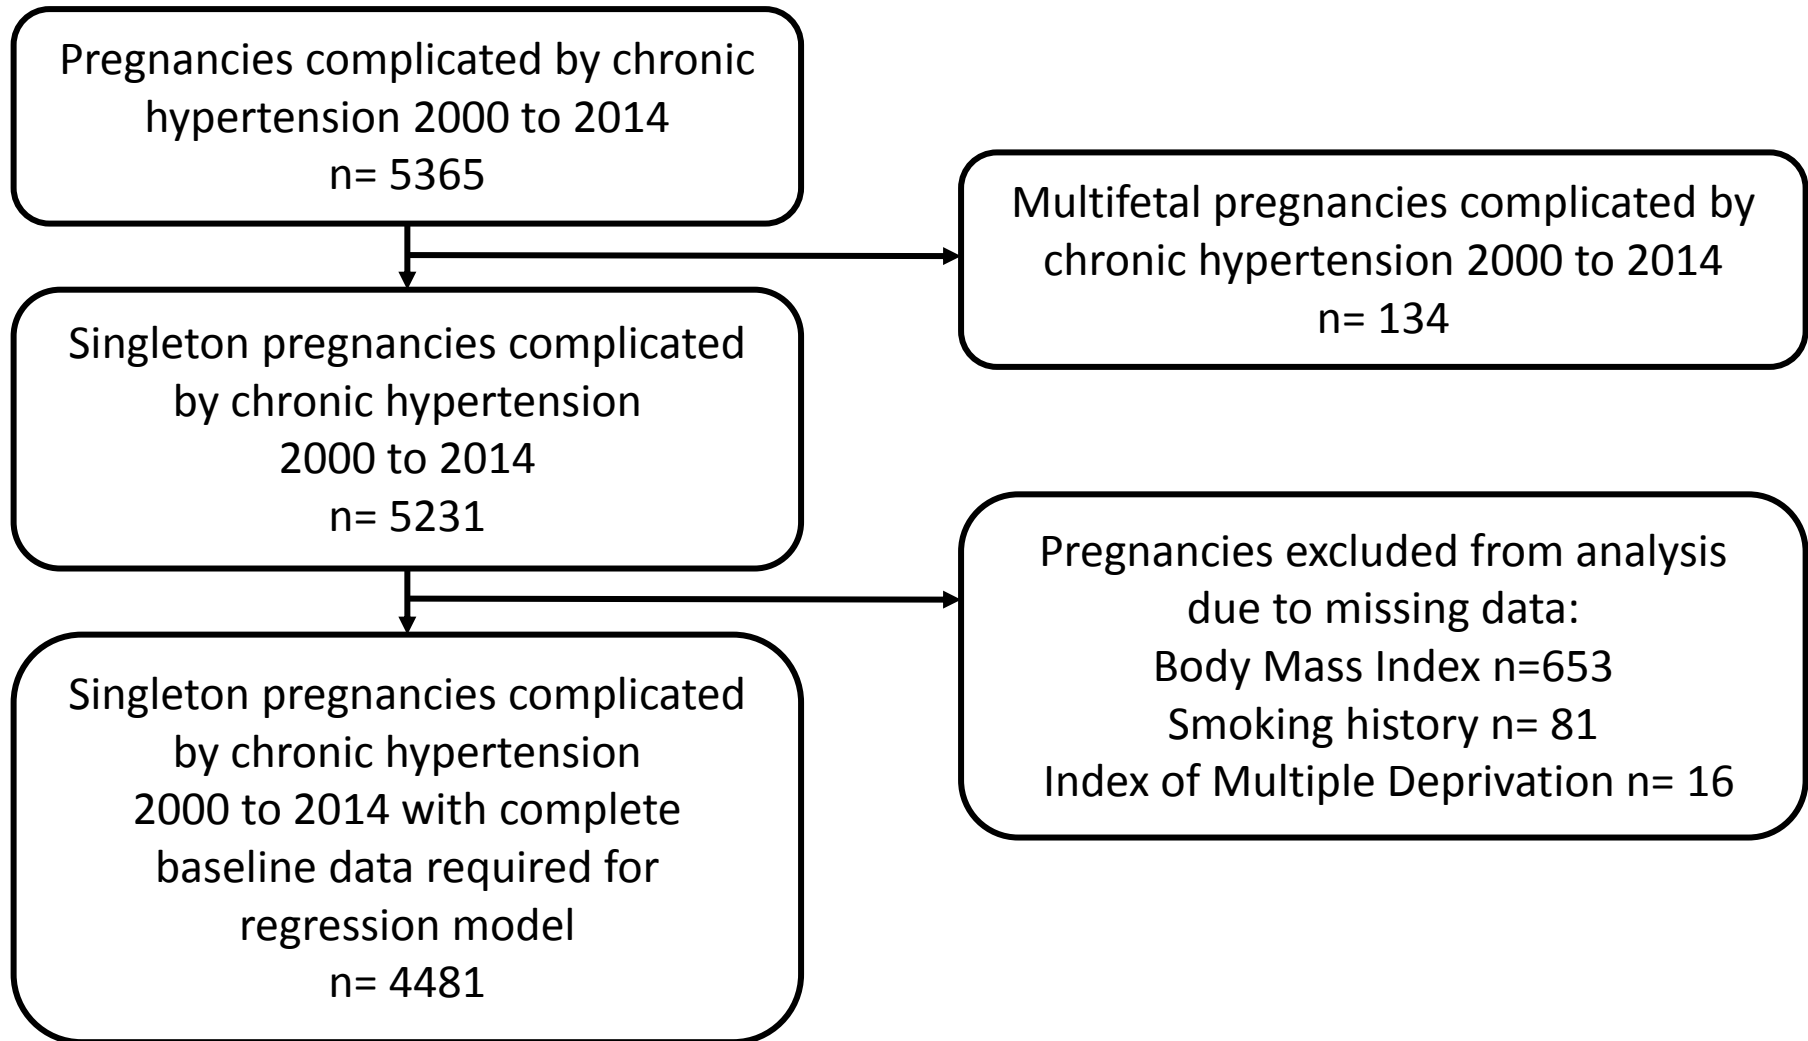 Pregnancies complicated by chronic
hypertension 2000 to 2014
n= 5365
Multifetal pregnancies complicated by
chronic hypertension 2000 to 2014
n= 134
Singleton pregnancies complicated
by chronic hypertension
2000 to 2014
n= 5231
Pregnancies excluded from analysis
due to missing data:
Body Mass Index n=653
Smoking history n= 81
Index of Multiple Deprivation n= 16
Singleton pregnancies complicated
by chronic hypertension
2000 to 2014 with complete
baseline data required for
regression model
n= 4481